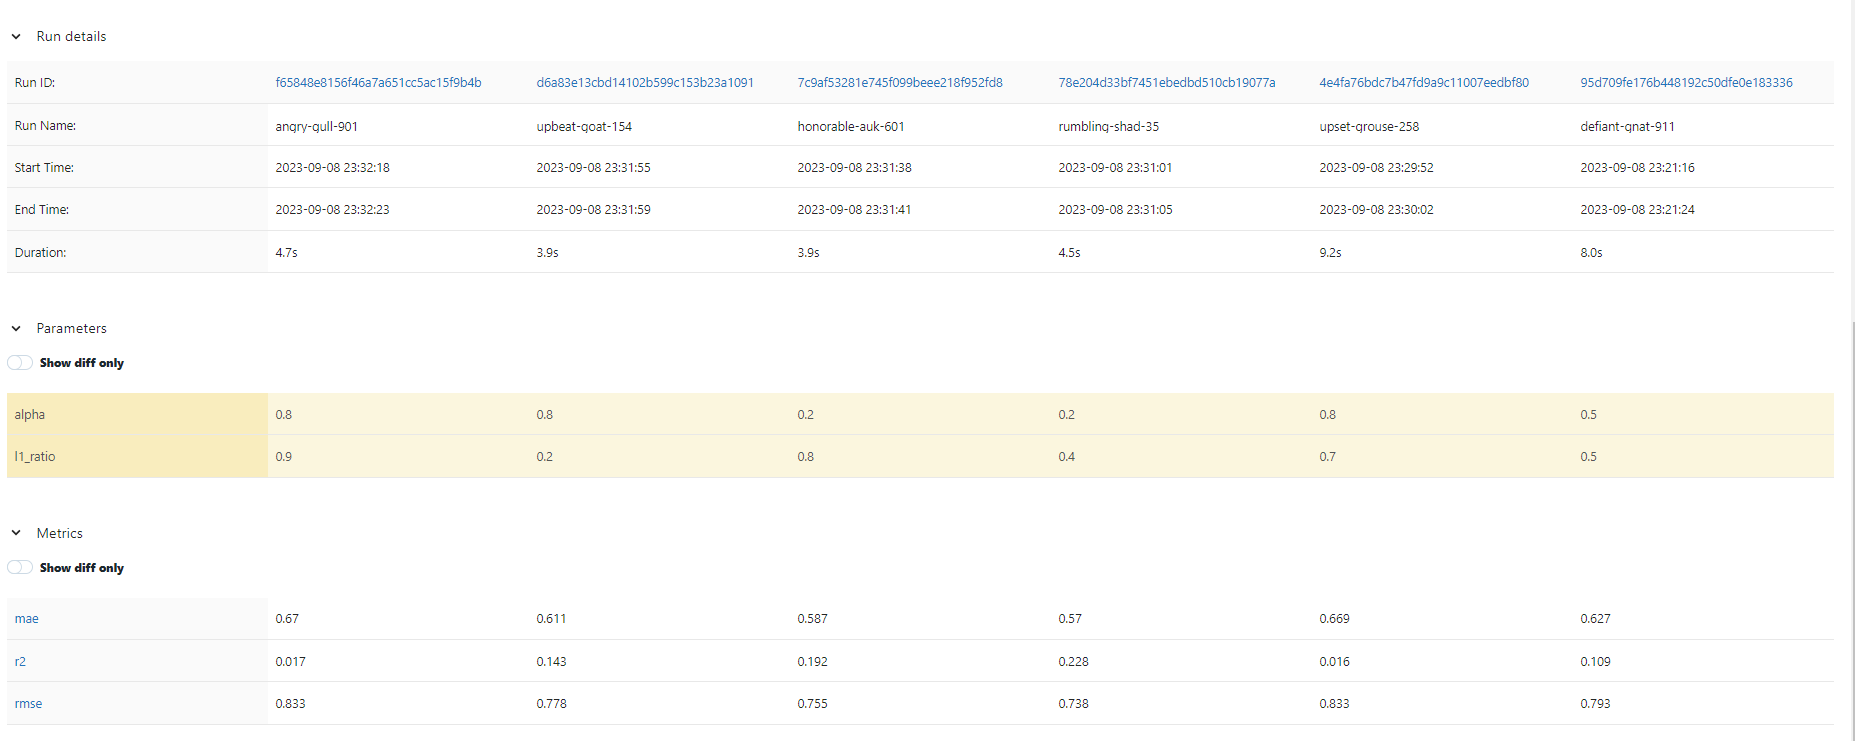 Run details
Run ID: f65848e8156f46a7a651cc5ac15f9b4b d6a83e13cbd14102b599c153b23a1091 7c9af53281e745f099beee218f952fd8 78e204d33bf7451ebedbd510cb19077a 4e4fa76bdc7b47fd9a9c11007eedbf80 95d709fe176b448192c50dfe0e183336
Run Name: angry-gull-901 upbeat-goat-154 honorable-auk-601 rumbling-shad-35 upset-grouse-258 defiant-gnat-911
Start Time: 2023-09-08 23:32:18 2023-09-08 23:31:55 2023-09-08 23:31:38 2023-09-08 23:31:01 2023-09-08 23:29:52 2023-09-08 23:21:16
End Time: 2023-09-08 23:32:23 2023-09-08 23:31:59 2023-09-08 23:31:41 2023-09-08 23:31:05 2023-09-08 23:30:02 2023-09-08 23:21:24
Duration: 4.7s 3.9s 3.9s 4.5s 9.2s 8.0s
Parameters
Show diff only
alpha 0.8 0.8 0.2 0.2 0.8 0.5
l1_ratio 0.9 0.2 0.8 0.4 0.7 0.5
Metrics
Show diff only
mae 0.67 0.611 0.587 0.57 0.669 0.627
r2 0.017 0.143 0.192 0.228 0.016 0.109
rmse 0.833 0.778 0.755 0.738 0.833 0.793